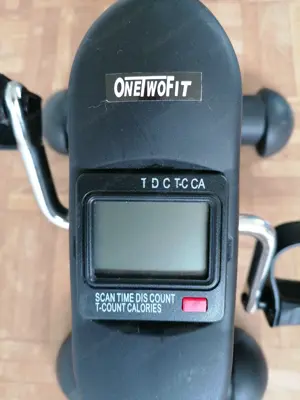 ONETWOFIT
T D C T-C CA
SCAN TIME DIS COUNT
T-COUNT CALORIES